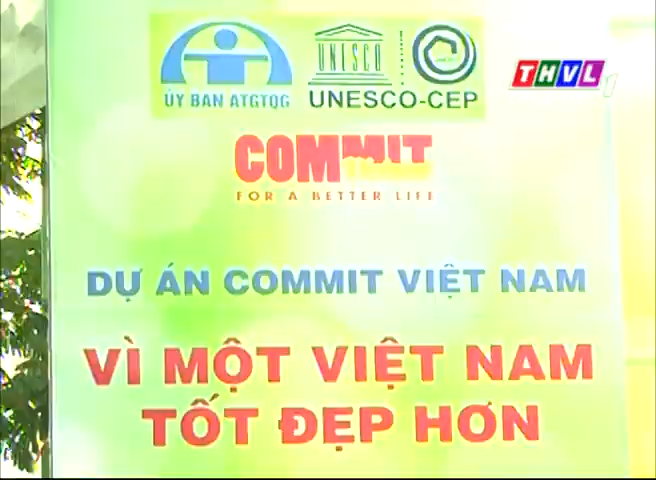 THVL1
ỦY BAN ATGTQG
UNESCO
UNESCO-CEP
COMMIT
FOR A BETTER LIFE
DỰ ÁN COMMIT VIỆT NAM
VÌ MỘT VIỆT NAM
TỐT ĐẸP HƠN